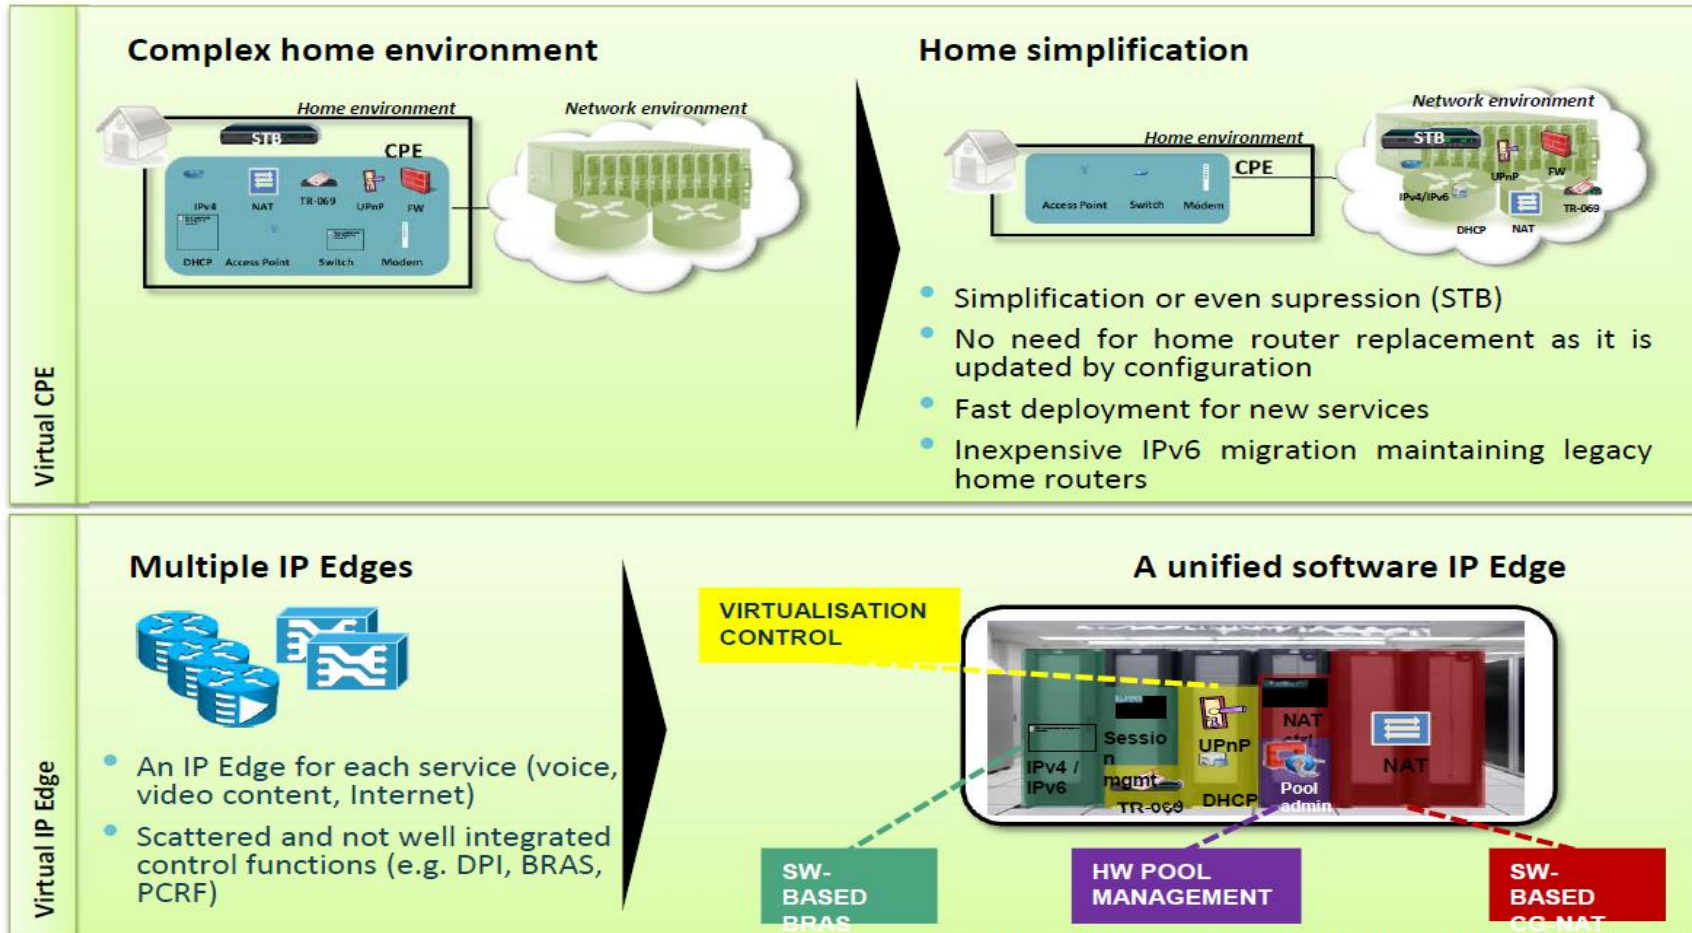 Virtual CPE
Complex home environment
Home environment
Network environment
STB
CPE
IPv4
NAT
TR-069
UPnP
FW
DHCP
Access Point
Switch
Modem
Home simplification
Home environment
Network environment
CPE
Access Point
Switch
Modem
STB
UPnP
FW
IPv4/IPv6
TR-069
DHCP
NAT
Simplification or even supression (STB)
No need for home router replacement as it is
updated by configuration
Fast deployment for new services
Inexpensive IPv6 migration maintaining legacy
home routers
Virtual IP Edge
Multiple IP Edges
An IP Edge for each service (voice,
video content, Internet)
Scattered and not well integrated
control functions (e.g. DPI, BRAS,
PCRF)
A unified software IP Edge
VIRTUALISATION
CONTROL
IPv4 /
IPv6
Sessio
n
mgmt
TR-069
UPnP
DHCP
NAT
ctrl
Pool
admin
NAT
SW-
BASED
BRAS
HW POOL
MANAGEMENT
SW-
BASED
CG-NAT